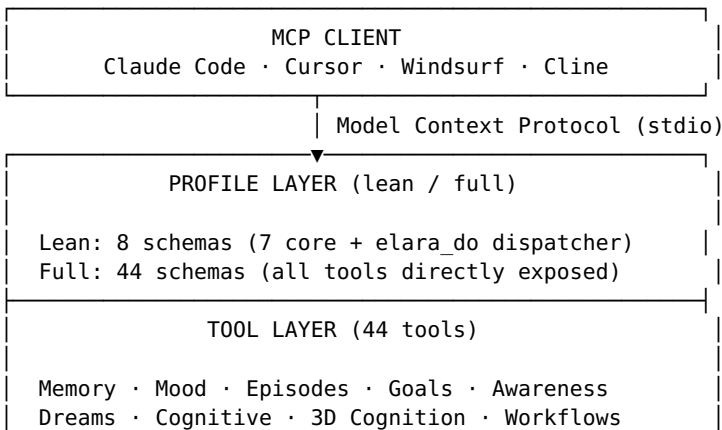 MCP CLIENT
Claude Code · Cursor · Windsurf · Cline
Model Context Protocol (stdio)
PROFILE LAYER (lean / full)
Lean: 8 schemas (7 core + elara_do dispatcher)
Full: 44 schemas (all tools directly exposed)
TOOL LAYER (44 tools)
Memory · Mood · Episodes · Goals · Awareness
Dreams · Cognitive · 3D Cognition · Workflows